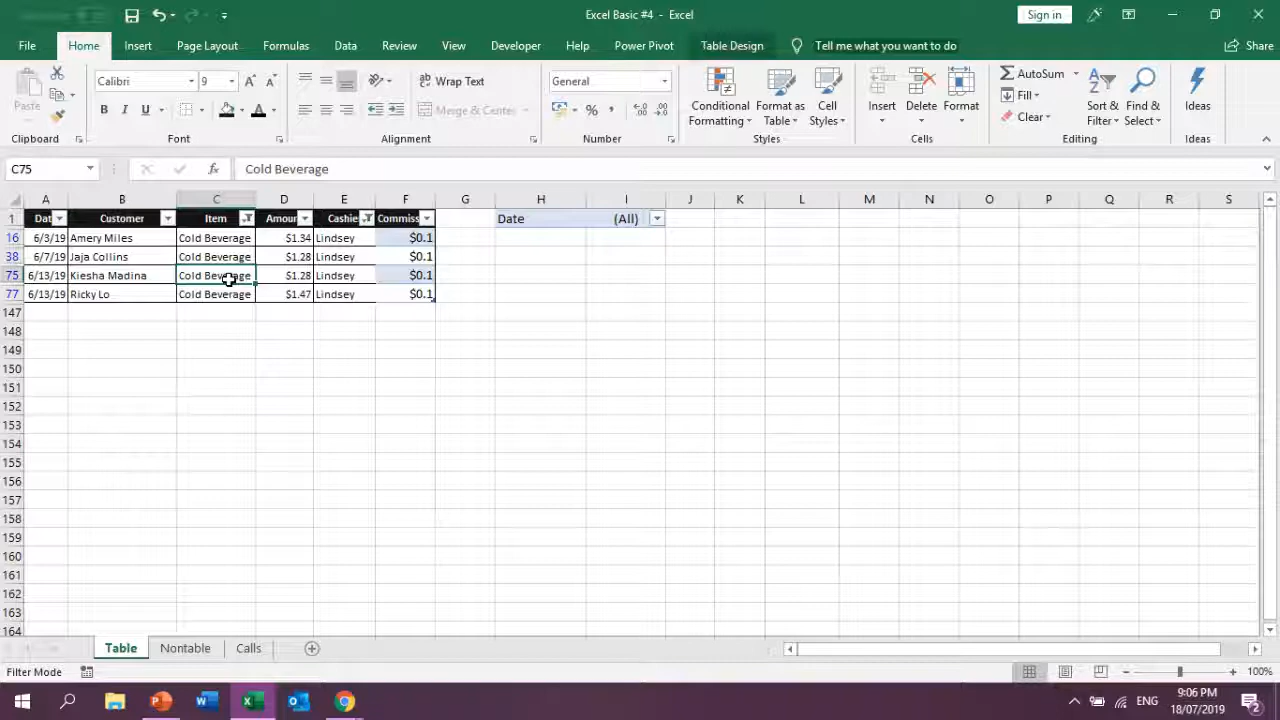 Excel Basic #4 - Excel
Sign in
File Home Insert Page Layout Formulas Data Review View Developer Help Power Pivot Table Design Tell me what you want to do Share
Paste
Calibri 9
B I U
Wrap Text
Merge & Center
General
Conditional Formatting
Format as Table
Cell Styles
Insert
Delete
Format
AutoSum
Fill
Clear
Sort & Filter
Find & Select
Ideas
Clipboard Font Alignment Number Styles Cells Editing Ideas
C75 fx Cold Beverage
A B C D E F G H I J K L M N O P Q R S
1 Dat Customer Item Amour Cashie Commiss Date (All)
16 6/3/19 Amery Miles Cold Beverage $1.34 Lindsey $0.1
38 6/7/19 Jaja Collins Cold Beverage $1.28 Lindsey $0.1
75 6/13/19 Kiesha Madina Cold Beverage $1.28 Lindsey $0.1
77 6/13/19 Ricky Lo Cold Beverage $1.47 Lindsey $0.1
147
148
149
150
151
152
153
154
155
156
157
158
159
160
161
162
163
164
Table Nontable Calls
Filter Mode 100%
ENG
9:06 PM
18/07/2019
2